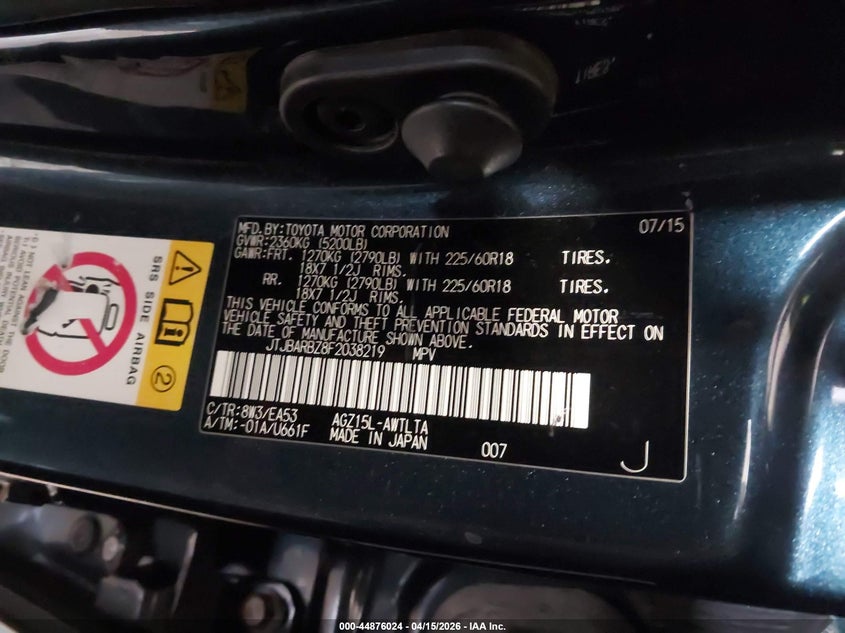 MFD.BY:TOYOTA MOTOR CORPORATION 07/15
GVWR:2360KG (5200LB)
GAWR:FRT. 1270KG (2790LB) WITH 225/60R18 TIRES.
18X7 1/2J RIMS.
RR. 1270KG (2790LB) WITH 225/60R18 TIRES.
18X7 1/2J RIMS.
THIS VEHICLE CONFORMS TO ALL APPLICABLE FEDERAL MOTOR
VEHICLE SAFETY AND THEFT PREVENTION STANDARDS IN EFFECT ON
THE DATE OF MANUFACTURE SHOWN ABOVE.
JTJBARBZ8F2038219 MPV
C/TR:8W3/EA53 AGZ15L-AWTLTA
A/TM:-01A/U661F MADE IN JAPAN 007 J
SRS SIDE AIRBAG
2
000-44876024 - 04/15/2026 - IAA Inc.